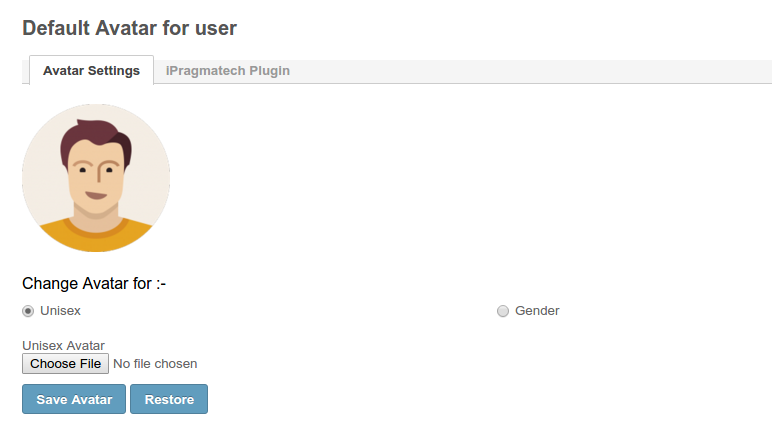 Default Avatar for user
Avatar Settings iPragmatech Plugin
Change Avatar for :-
Unisex Gender
Unisex Avatar
Choose File No file chosen
Save Avatar Restore